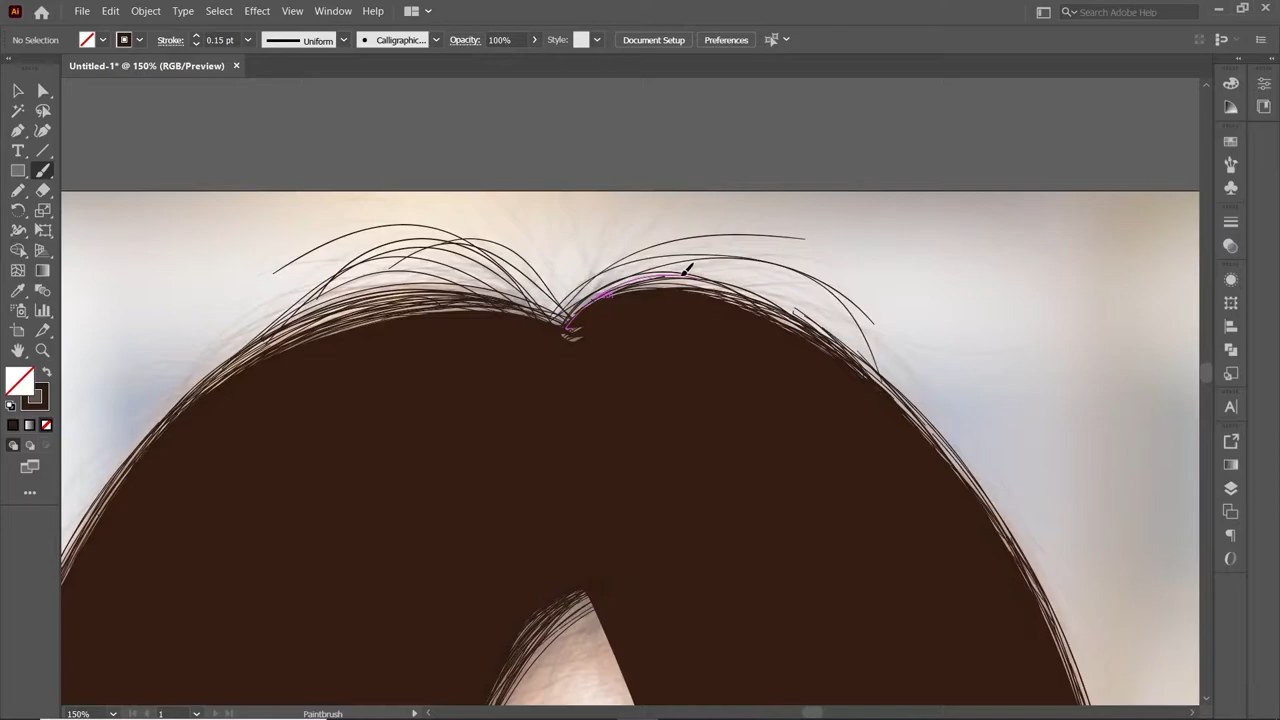 Ai File Edit Object Type Select Effect View Window Help Search Adobe Help
No Selection Stroke: 0.15 pt Uniform Calligraphic... Opacity: 100% Style: Document Setup Preferences
Untitled-1* @ 150% (RGB/Preview)
150% 1 Paintbrush